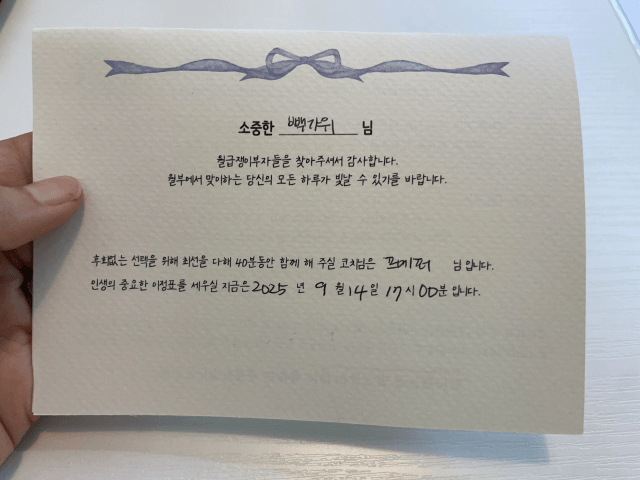 소중한 빽가위 님
월급쟁이부자들을 찾아주셔서 감사합니다.
월부에서 맞이하는 당신의 모든 하루가 빛날 수 있기를 바랍니다.
후회없는 선택을 위해 최선을 다해 40분동안 함께 해 주실 코치님은 프메퍼 님 입니다.
인생의 중요한 이정표를 세우실 지금은 2025 년 9 월 14 일 17 시 00 분 입니다.